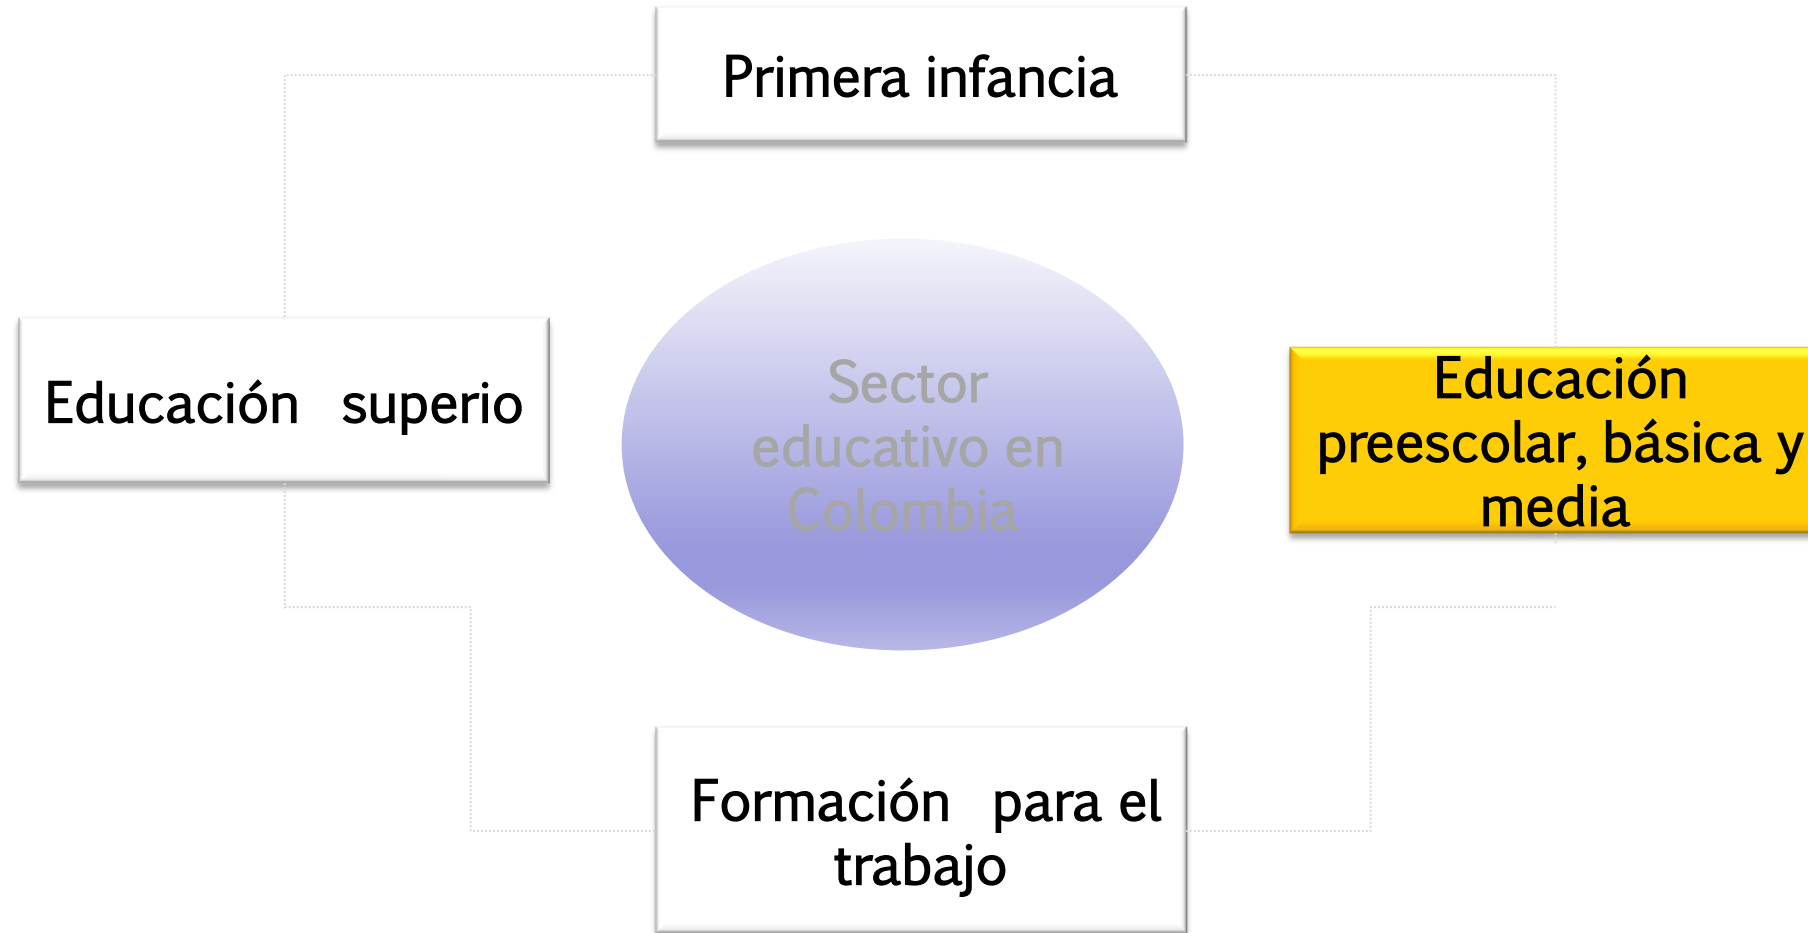 Primera infancia
Educación superio
Sector
educativo en
Colombia
Educación
preescolar, básica y
media
Formación para el
trabajo